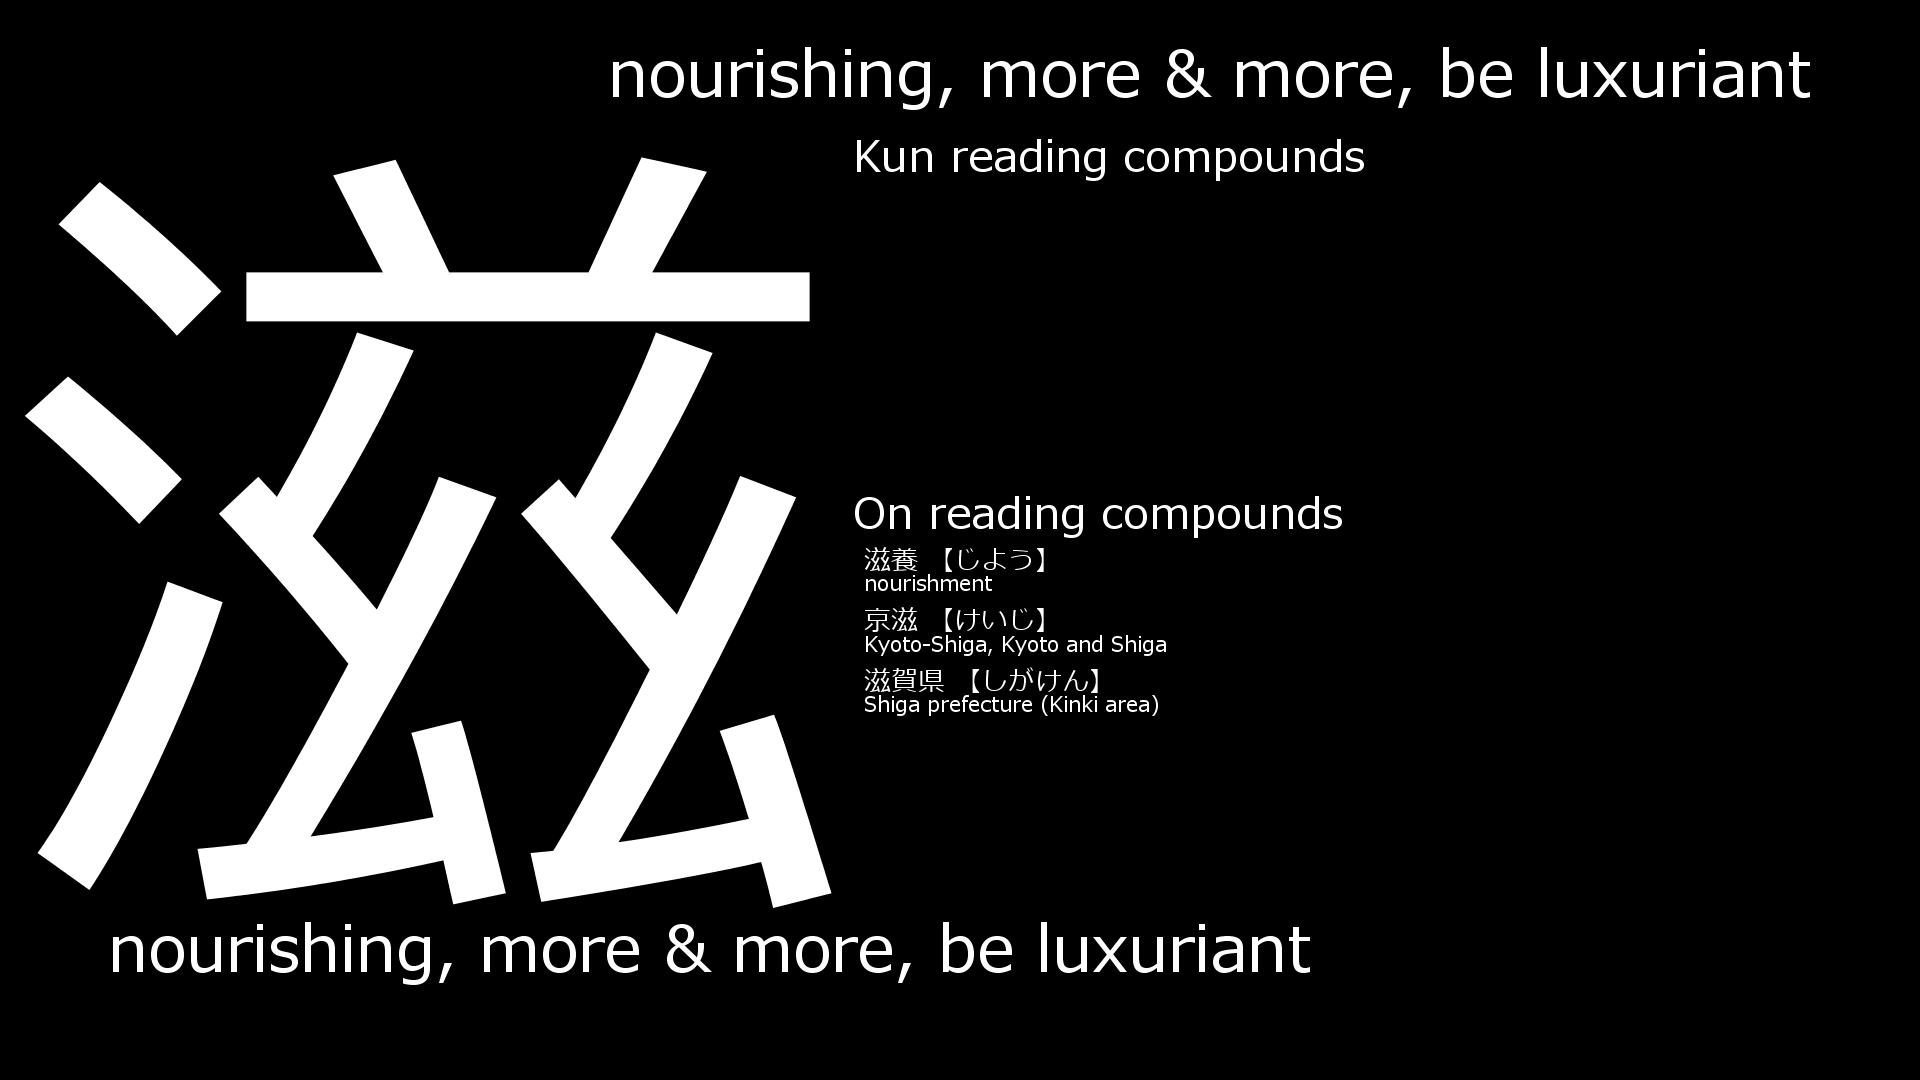 nourishing, more & more, be luxuriant
Kun reading compounds
滋
On reading compounds
滋養 【じよう】
nourishment
京滋 【けいじ】
Kyoto-Shiga, Kyoto and Shiga
滋賀県 【しがけん】
Shiga prefecture (Kinki area)
nourishing, more & more, be luxuriant